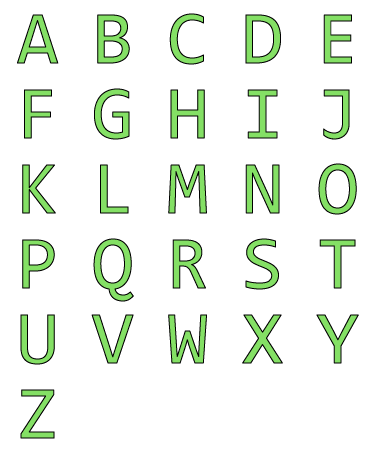 A B C D E
F G H I J
K L M N O
P Q R S T
U V W X Y
Z